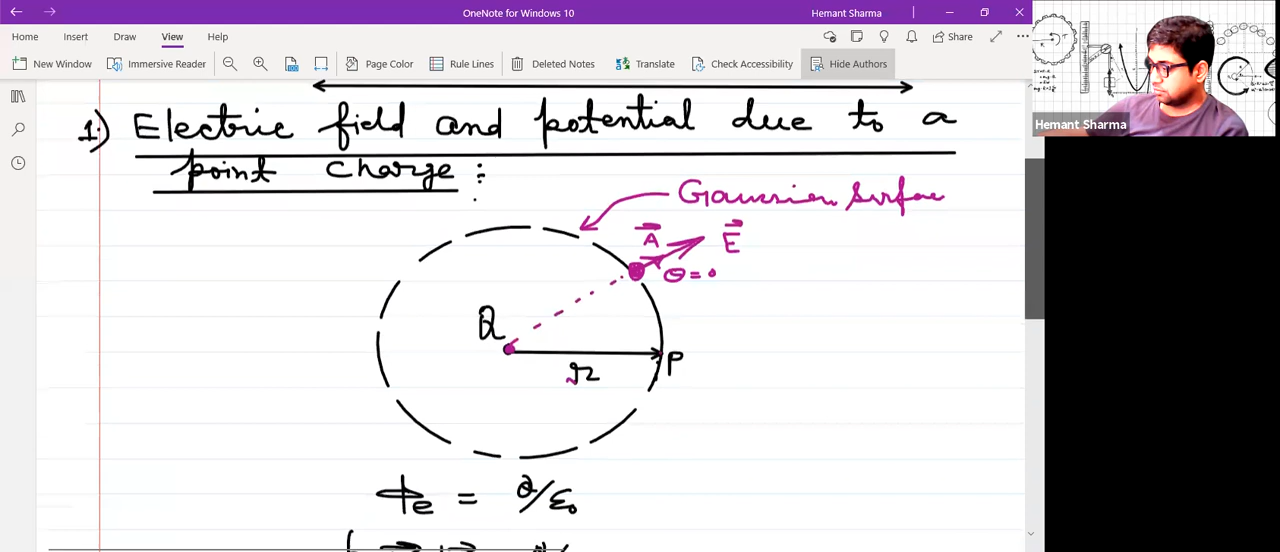 OneNote for Windows 10
Hemant Sharma
Home Insert Draw View Help
Share
New Window Immersive Reader Page Color Rule Lines Deleted Notes Translate Check Accessibility Hide Authors
Hemant Sharma
1.) Electric field and potential due to a
point charge :
Gaussian Surface
A E
θ = 0
Q
r P
ϕe = Q/ε0